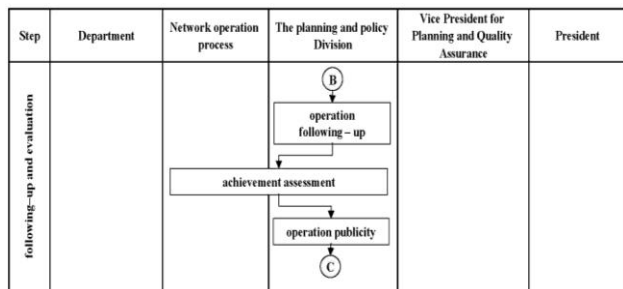 Step
Department
Network operation
process
The planning and policy
Division
Vice President for
Planning and Quality
Assurance
President
following–up and evaluation
B
operation
following – up
achievement assessment
operation publicity
C